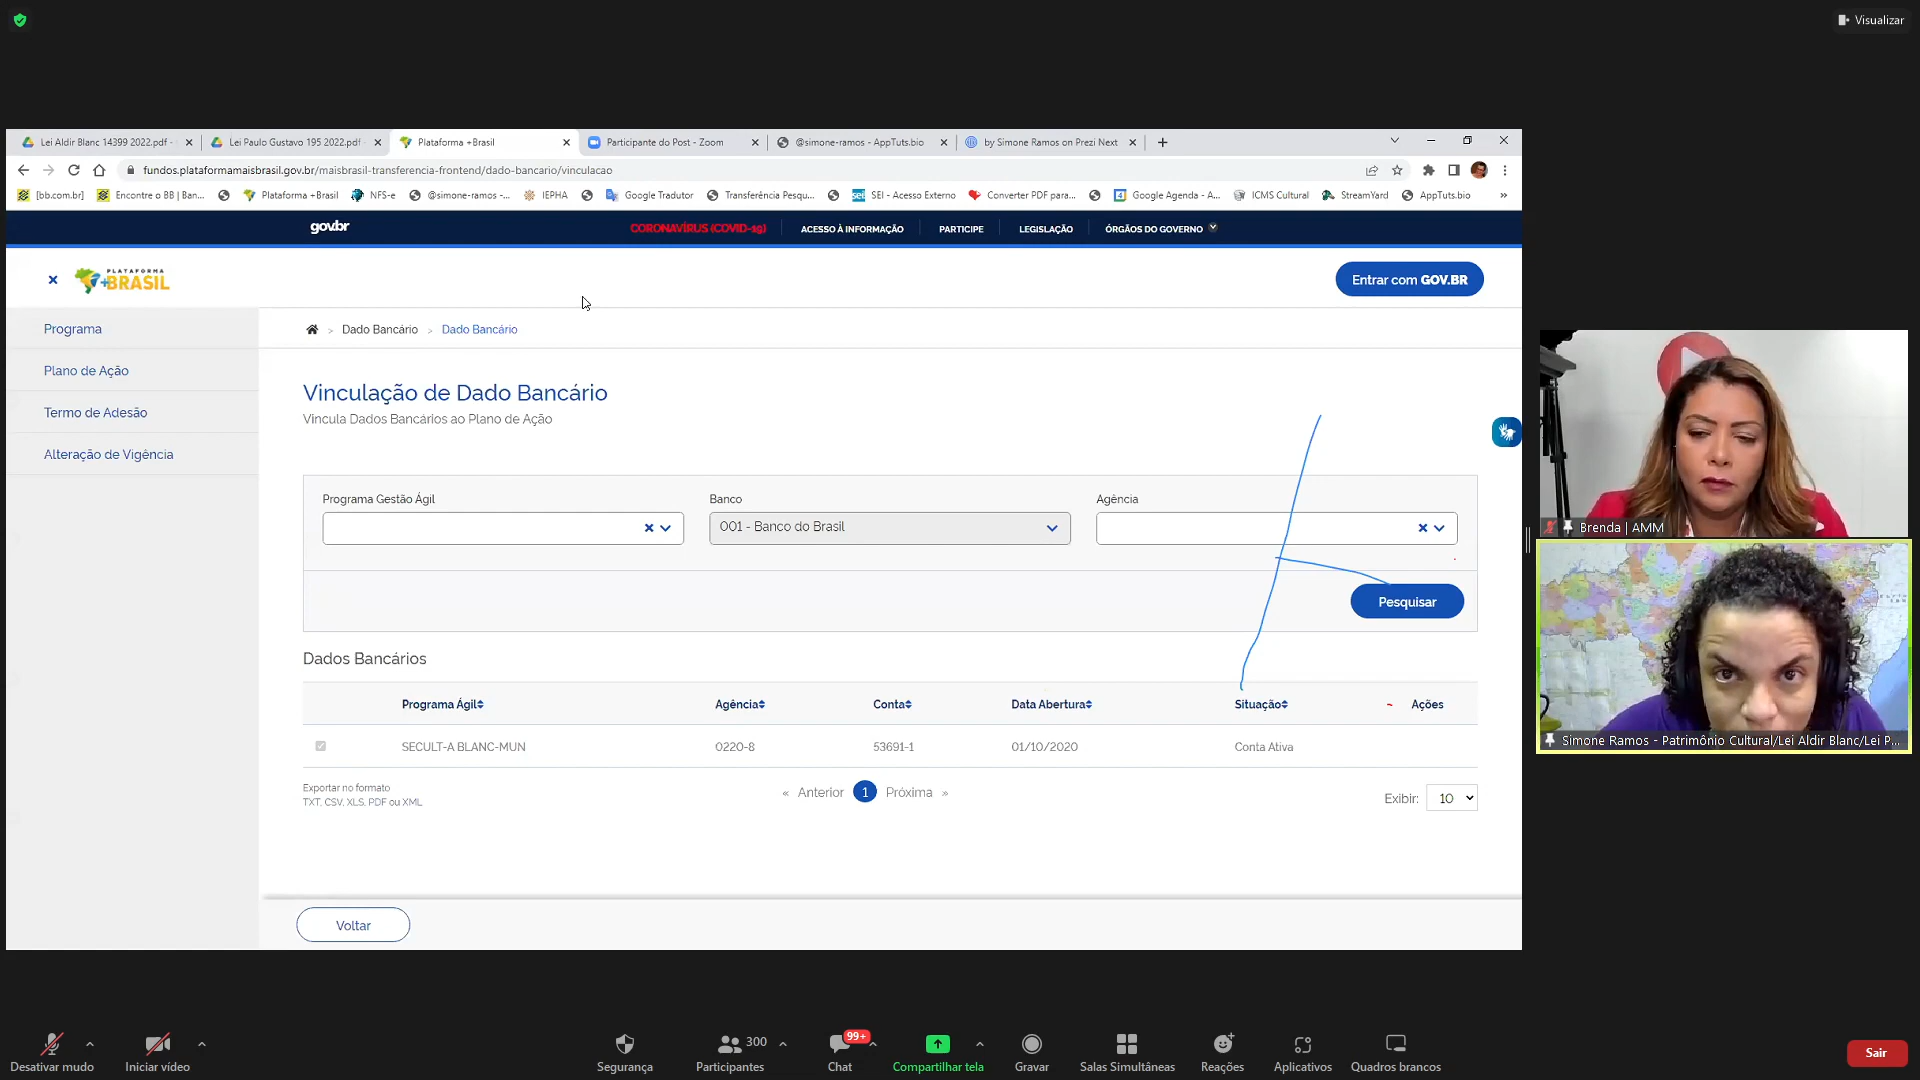 Visualizar
Lei Aldir Blanc 14399 2022.pdf -
Lei Paulo Gustavo 195 2022.pdf
Plataforma +Brasil
Participante do Post - Zoom
@simone-ramos - AppTuts.bio
by Simone Ramos on Prezi Next
fundos.plataformamaisbrasil.gov.br/maisbrasil-transferencia-frontend/dado-bancario/vinculacao
[bb.com.br]
Encontre o BB | Ban...
Plataforma +Brasil
NFS-e
@simone-ramos -...
IEPHA
Google Tradutor
Transferência Pesqu...
sei
SEI - Acesso Externo
Converter PDF para...
Google Agenda - A...
ICMS Cultural
StreamYard
AppTuts.bio
»
gov.br
CORONAVÍRUS (COVID-19)
ACESSO À INFORMAÇÃO
PARTICIPE
LEGISLAÇÃO
ÓRGÃOS DO GOVERNO
PLATAFORMA
+BRASIL
Entrar com GOV.BR
Programa
Plano de Ação
Termo de Adesão
Alteração de Vigência
> Dado Bancário > Dado Bancário
Vinculação de Dado Bancário
Vincula Dados Bancários ao Plano de Ação
Programa Gestão Ágil
Banco
Agência
001 - Banco do Brasil
Pesquisar
Dados Bancários
Programa Ágil
Agência
Conta
Data Abertura
Situação
Ações
SECULT-A BLANC-MUN
0220-8
53691-1
01/10/2020
Conta Ativa
Exportar no formato
TXT, CSV, XLS, PDF ou XML
« Anterior 1 Próxima »
Exibir: 10
Voltar
Brenda | AMM
Simone Ramos - Patrimônio Cultural/Lei Aldir Blanc/Lei P...
Desativar mudo
Iniciar vídeo
Segurança
300
Participantes
99+
Chat
Compartilhar tela
Gravar
Salas Simultâneas
Reações
Aplicativos
Quadros brancos
Sair